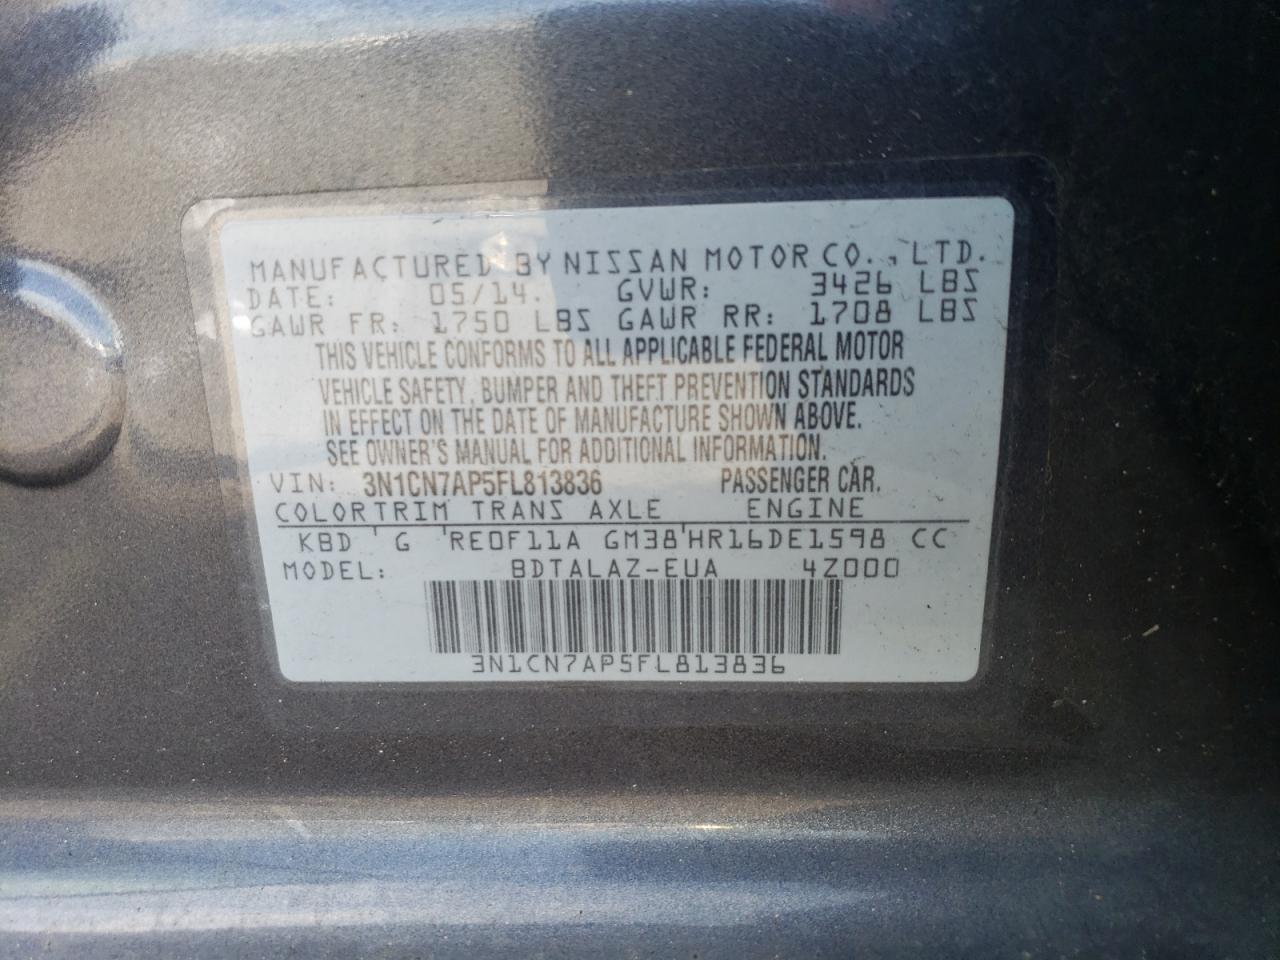 MANUFACTURED BY NISSAN MOTOR CO., LTD.
DATE: 05/14. GVWR: 3426 LBS
GAWR FR: 1750 LBS GAWR RR: 1708 LBS
THIS VEHICLE CONFORMS TO ALL APPLICABLE FEDERAL MOTOR
VEHICLE SAFETY, BUMPER AND THEFT PREVENTION STANDARDS
IN EFFECT ON THE DATE OF MANUFACTURE SHOWN ABOVE.
SEE OWNER'S MANUAL FOR ADDITIONAL INFORMATION.
VIN: 3N1CN7AP5FL813836 PASSENGER CAR.
COLOR TRIM TRANS AXLE ENGINE
KBD G RE0F11A GM38 HR16DE1598 CC
MODEL: BDTALAZ-EUA 4Z000
3N1CN7AP5FL813836